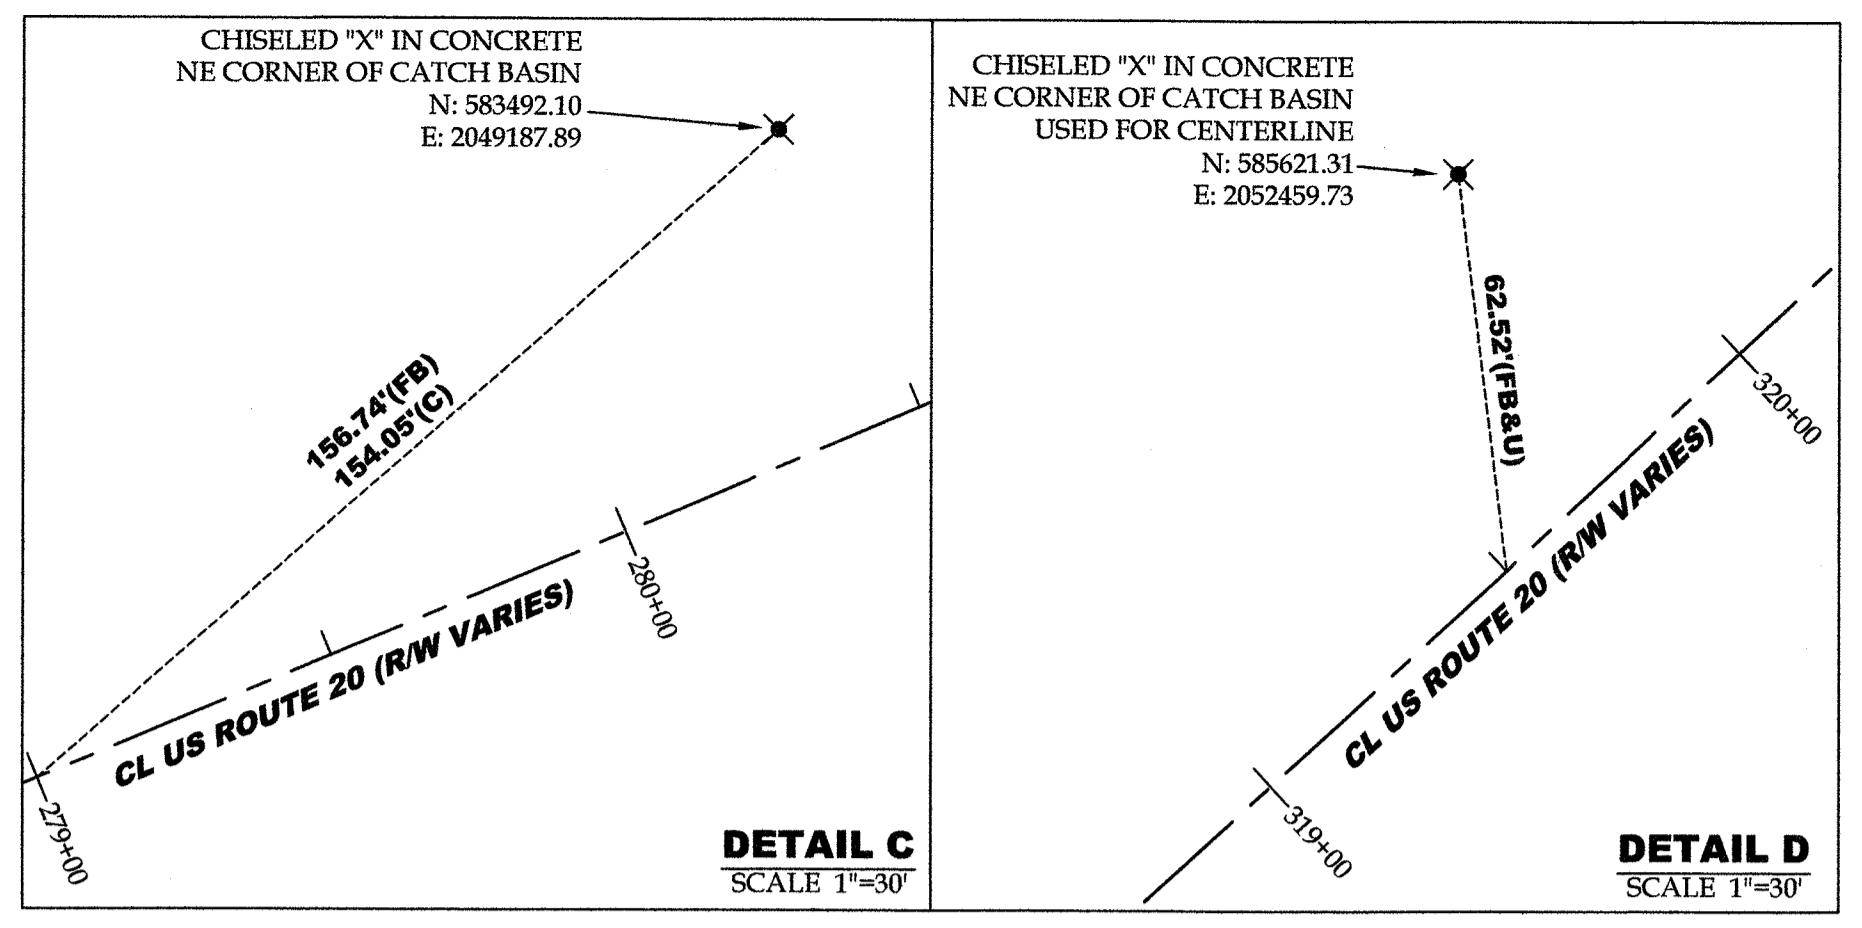 CHISELED "X" IN CONCRETE
NE CORNER OF CATCH BASIN
N: 583492.10
E: 2049187.89
156.74'(FB)
154.05'(C)
280+00
CL US ROUTE 20 (R/W VARIES)
279+00
DETAIL C
SCALE 1"=30'
CHISELED "X" IN CONCRETE
NE CORNER OF CATCH BASIN
USED FOR CENTERLINE
N: 585621.31
E: 2052459.73
62.52'(FB&U)
320+00
CL US ROUTE 20 (R/W VARIES)
319+00
DETAIL D
SCALE 1"=30'